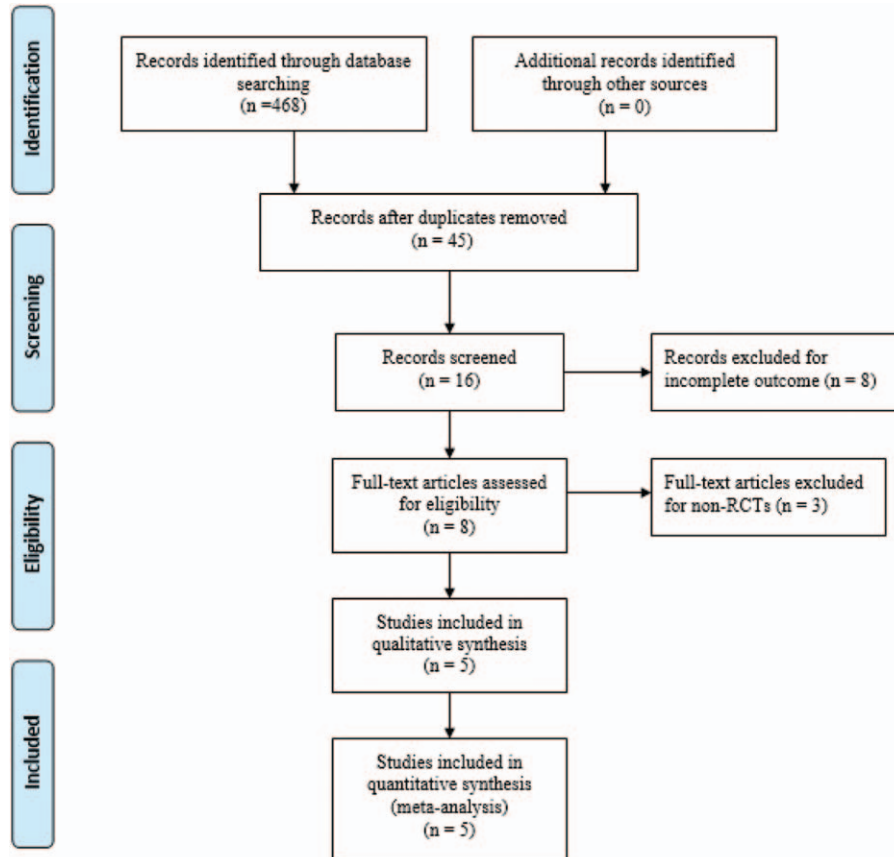 Identification
Records identified through database
searching
(n =468)
Additional records identified
through other sources
(n = 0)
Records after duplicates removed
(n = 45)
Screening
Records screened
(n = 16)
Records excluded for
incomplete outcome (n = 8)
Eligibility
Full-text articles assessed
for eligibility
(n = 8)
Full-text articles excluded
for non-RCTs (n = 3)
Studies included in
qualitative synthesis
(n = 5)
Included
Studies included in
quantitative synthesis
(meta-analysis)
(n = 5)